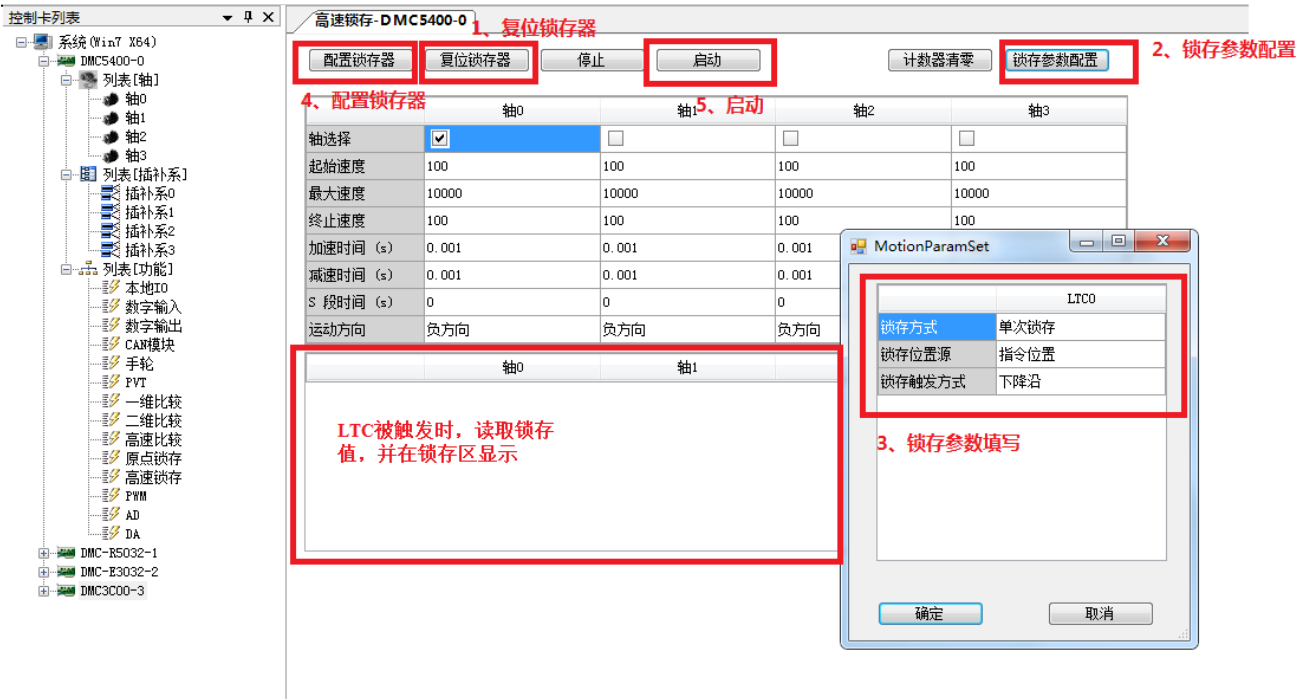 控制卡列表
系统(Win7 X64)
DMC5400-0
列表[轴]
轴0
轴1
轴2
轴3
列表[插补系]
插补系0
插补系1
插补系2
插补系3
列表[功能]
本地IO
数字输入
数字输出
CAN模块
手轮
PVT
一维比较
二维比较
高速比较
原点锁存
高速锁存
PWM
AD
DA
DMC-R5032-1
DMC-E3032-2
DMC3C00-3
高速锁存-DMC5400-0
1、复位锁存器
配置锁存器 复位锁存器 停止 启动 计数器清零 锁存参数配置
2、锁存参数配置
4、配置锁存器
5、启动
轴0 轴1 轴2 轴3
轴选择
起始速度 100 100 100 100
最大速度 10000 10000 10000 10000
终止速度 100 100 100 100
加速时间 (s) 0.001 0.001 0.001
减速时间 (s) 0.001 0.001 0.001
S 段时间 (s) 0 0 0
运动方向 负方向 负方向 负方向
轴0 轴1
LTC被触发时，读取锁存
值，并在锁存区显示
MotionParamSet
LTC0
锁存方式 单次锁存
锁存位置源 指令位置
锁存触发方式 下降沿
3、锁存参数填写
确定 取消